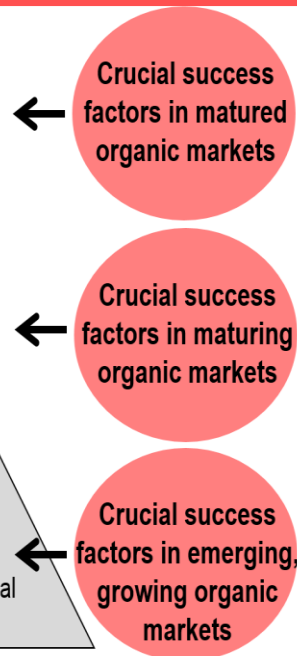 Crucial success
factors in matured
organic markets
Crucial success
factors in maturing
organic markets
Crucial success
factors in emerging,
growing organic
markets
al